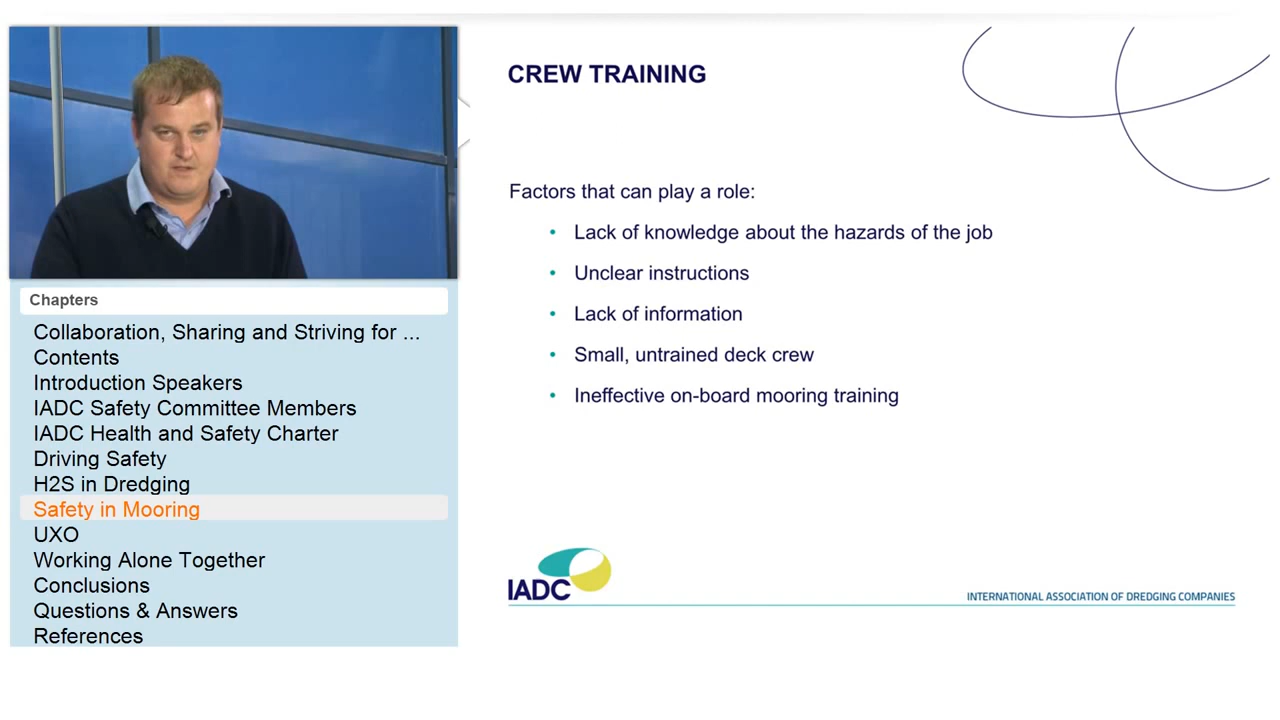 Chapters
Collaboration, Sharing and Striving for ...
Contents
Introduction Speakers
IADC Safety Committee Members
IADC Health and Safety Charter
Driving Safety
H2S in Dredging
Safety in Mooring
UXO
Working Alone Together
Conclusions
Questions & Answers
References
CREW TRAINING
Factors that can play a role:
• Lack of knowledge about the hazards of the job
• Unclear instructions
• Lack of information
• Small, untrained deck crew
• Ineffective on-board mooring training
IADC
INTERNATIONAL ASSOCIATION OF DREDGING COMPANIES